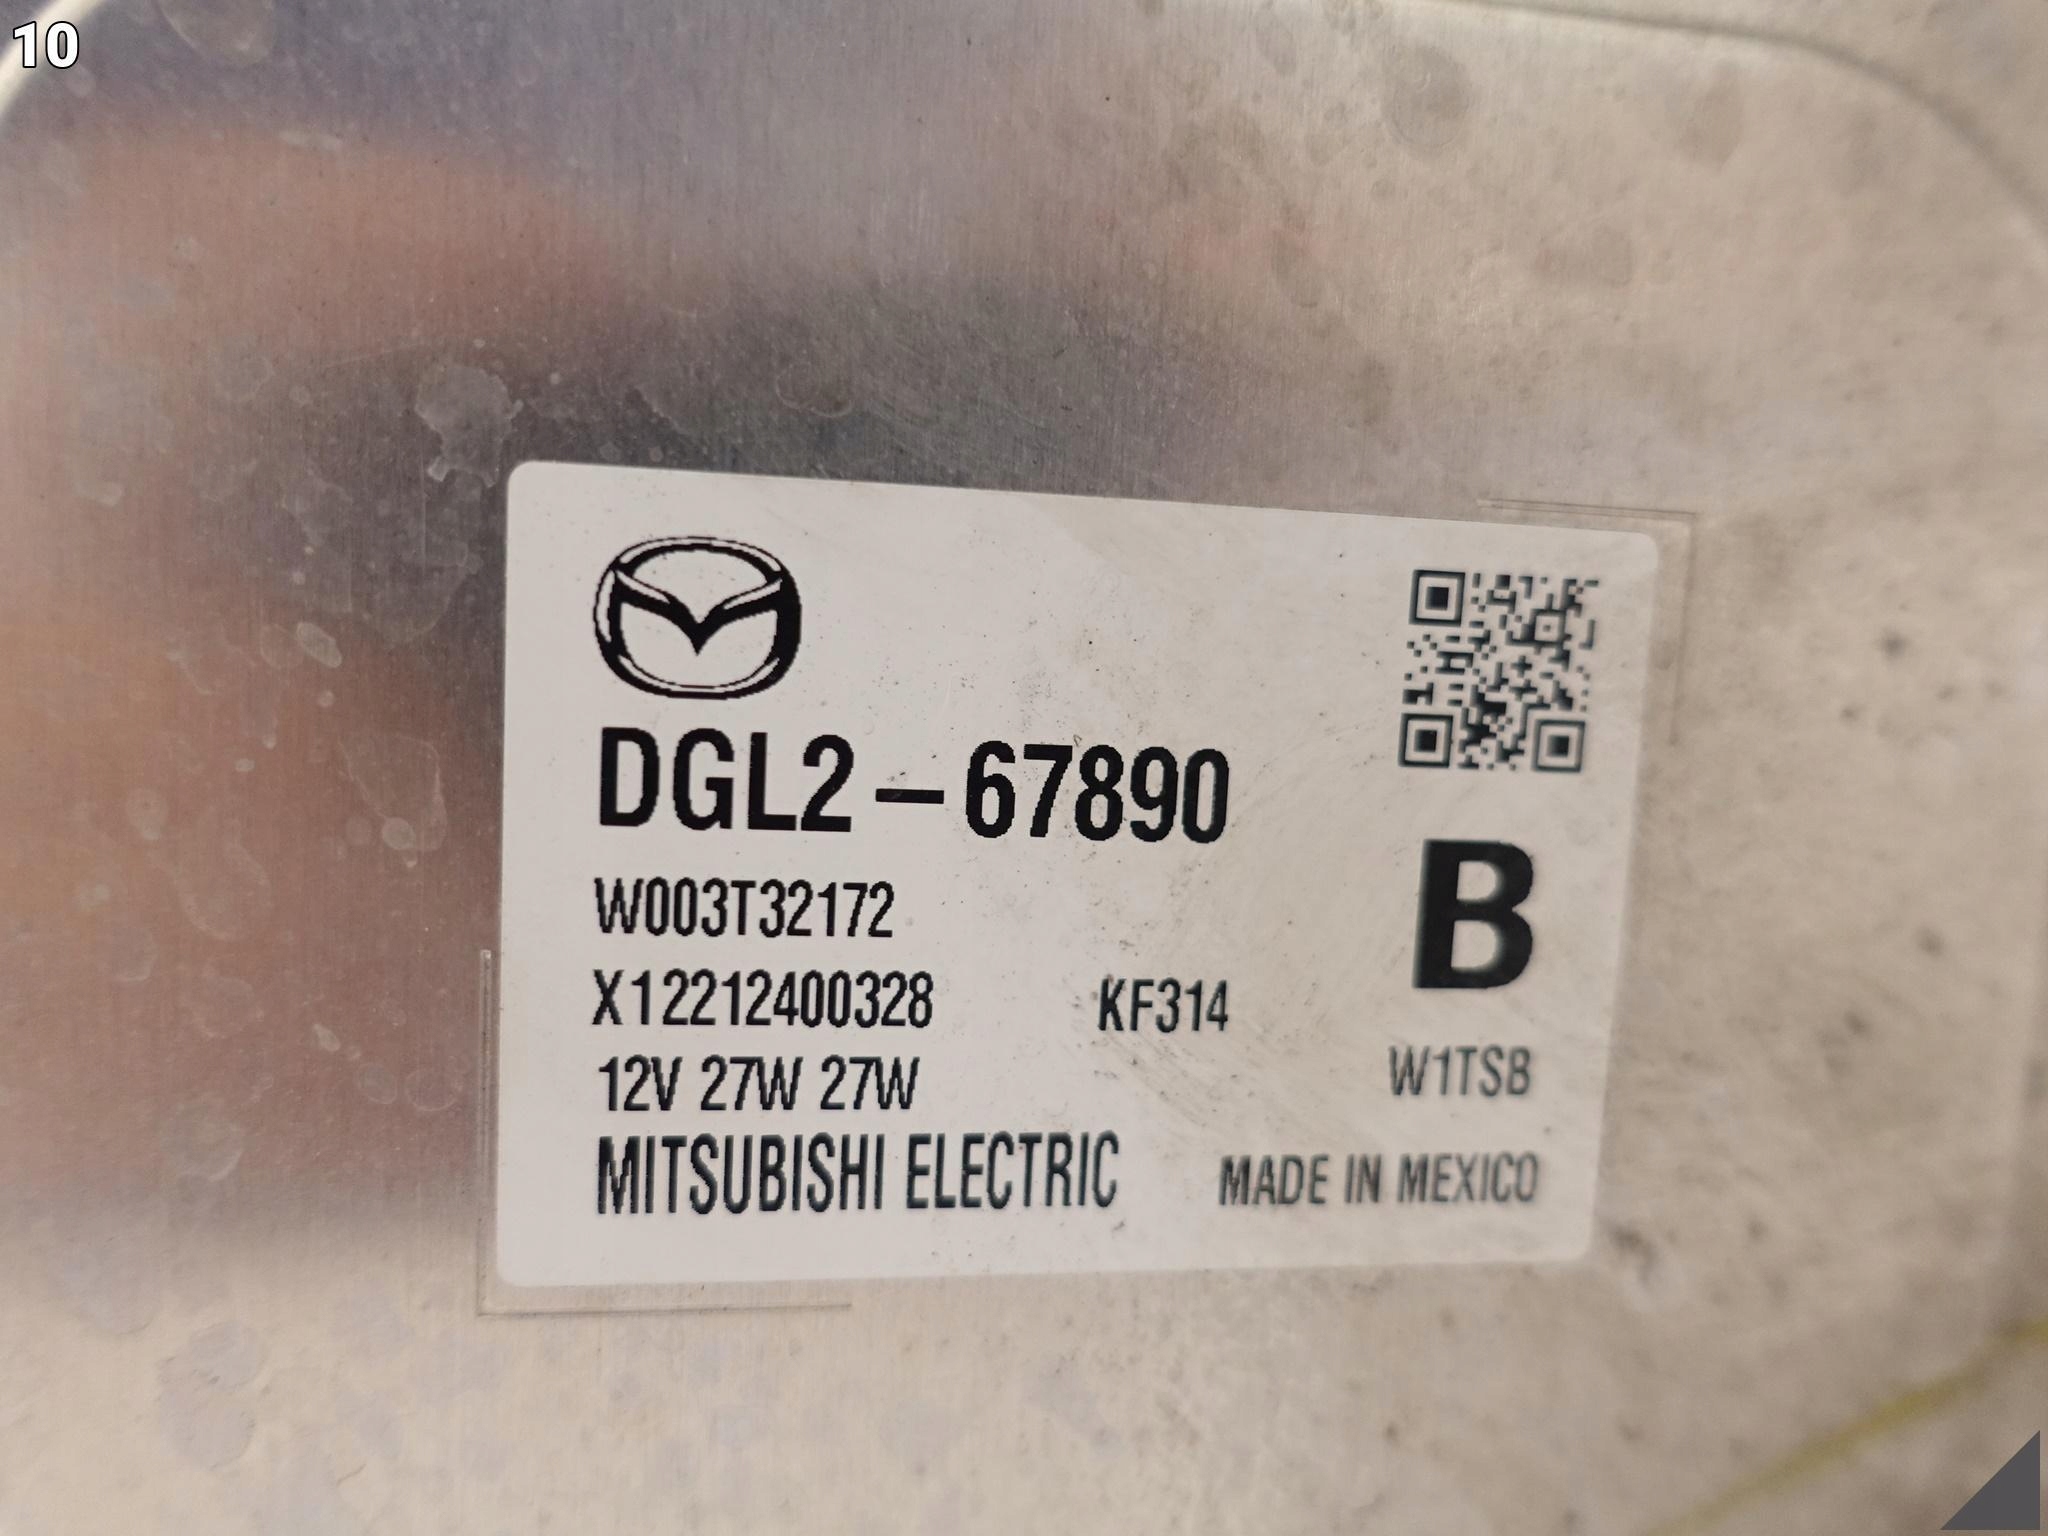 10
DGL2-67890
W003T32172
X12212400328 KF314
B
12V 27W 27W
W1TSB
MITSUBISHI ELECTRIC
MADE IN MEXICO